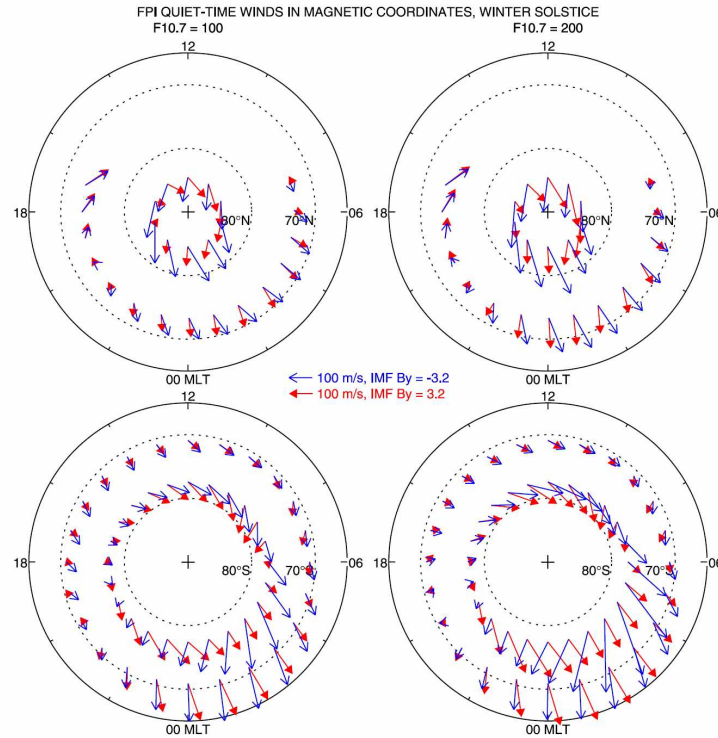 FPI QUIET-TIME WINDS IN MAGNETIC COORDINATES, WINTER SOLSTICE
F10.7 = 100
F10.7 = 200
12
12
18
80°N
70°N
06
18
80°N
70°N
06
00 MLT
00 MLT
100 m/s, IMF By = -3.2
100 m/s, IMF By = 3.2
12
12
18
80°S
70°S
06
18
80°S
70°S
06
00 MLT
00 MLT